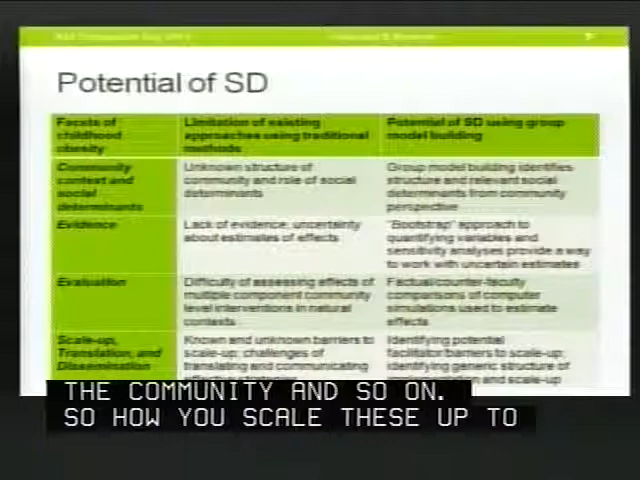 Potential of SD
Facets of
childhood
obesity
Limitation of existing
approaches using traditional
methods
Potential of SD using group
model building
Community
context and
social
determinants
Unknown structure of
community and role of social
determinants
Group model building identifies
structure and relevant social
determinants from community
perspective
Evidence
Lack of evidence, uncertainty
about estimates of effects
"Bootstrap" approach to
quantifying variables and
sensitivity analyses provide a way
to work with uncertain estimates
Evaluation
Difficulty of assessing effects of
multiple component community
level interventions in natural
contexts
Factual/counter-factuly
comparisons of computer
simulations used to estimate
effects
Scale-up,
Translation, and
Dissemination
Known and unknown barriers to
scale-up; challenges of
translating and communicating
Identifying potential
facilitator/barriers to scale-up;
identifying generic structure of
and scale-up
THE COMMUNITY AND SO ON.
SO HOW YOU SCALE THESE UP TO